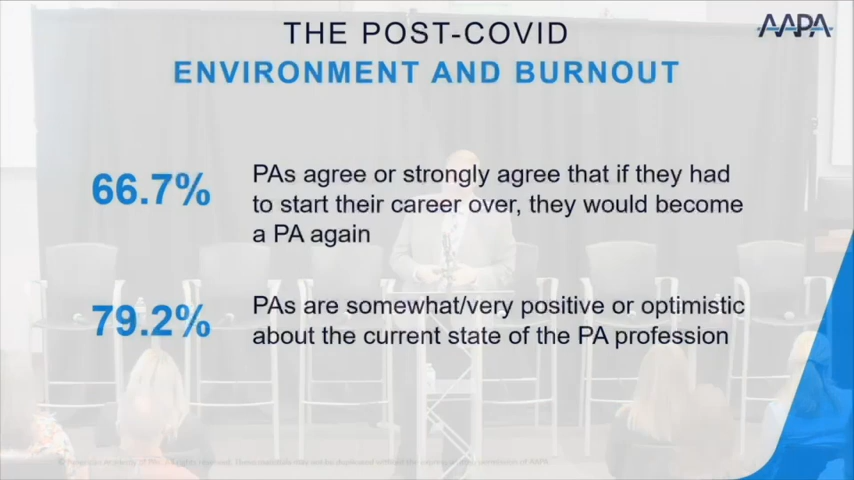 AAPA
THE POST-COVID
ENVIRONMENT AND BURNOUT
66.7%
PAs agree or strongly agree that if they had
to start their career over, they would become
a PA again
79.2%
PAs are somewhat/very positive or optimistic
about the current state of the PA profession